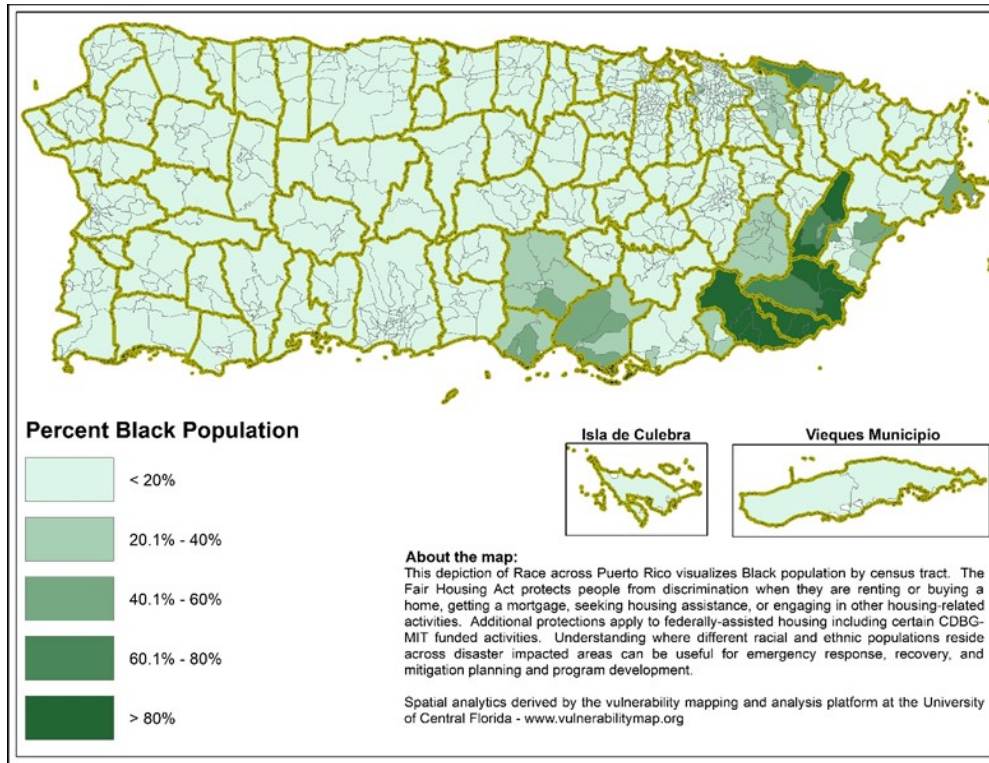 Percent Black Population
< 20%
20.1% - 40%
40.1% - 60%
60.1% - 80%
> 80%
Isla de Culebra
Vieques Municipio
About the map:
This depiction of Race across Puerto Rico visualizes Black population by census tract. The
Fair Housing Act protects people from discrimination when they are renting or buying a
home, getting a mortgage, seeking housing assistance, or engaging in other housing-related
activities. Additional protections apply to federally-assisted housing including certain CDBG-
MIT funded activities. Understanding where different racial and ethnic populations reside
across disaster impacted areas can be useful for emergency response, recovery, and
mitigation planning and program development.
Spatial analytics derived by the vulnerability mapping and analysis platform at the University
of Central Florida - www.vulnerabilitymap.org